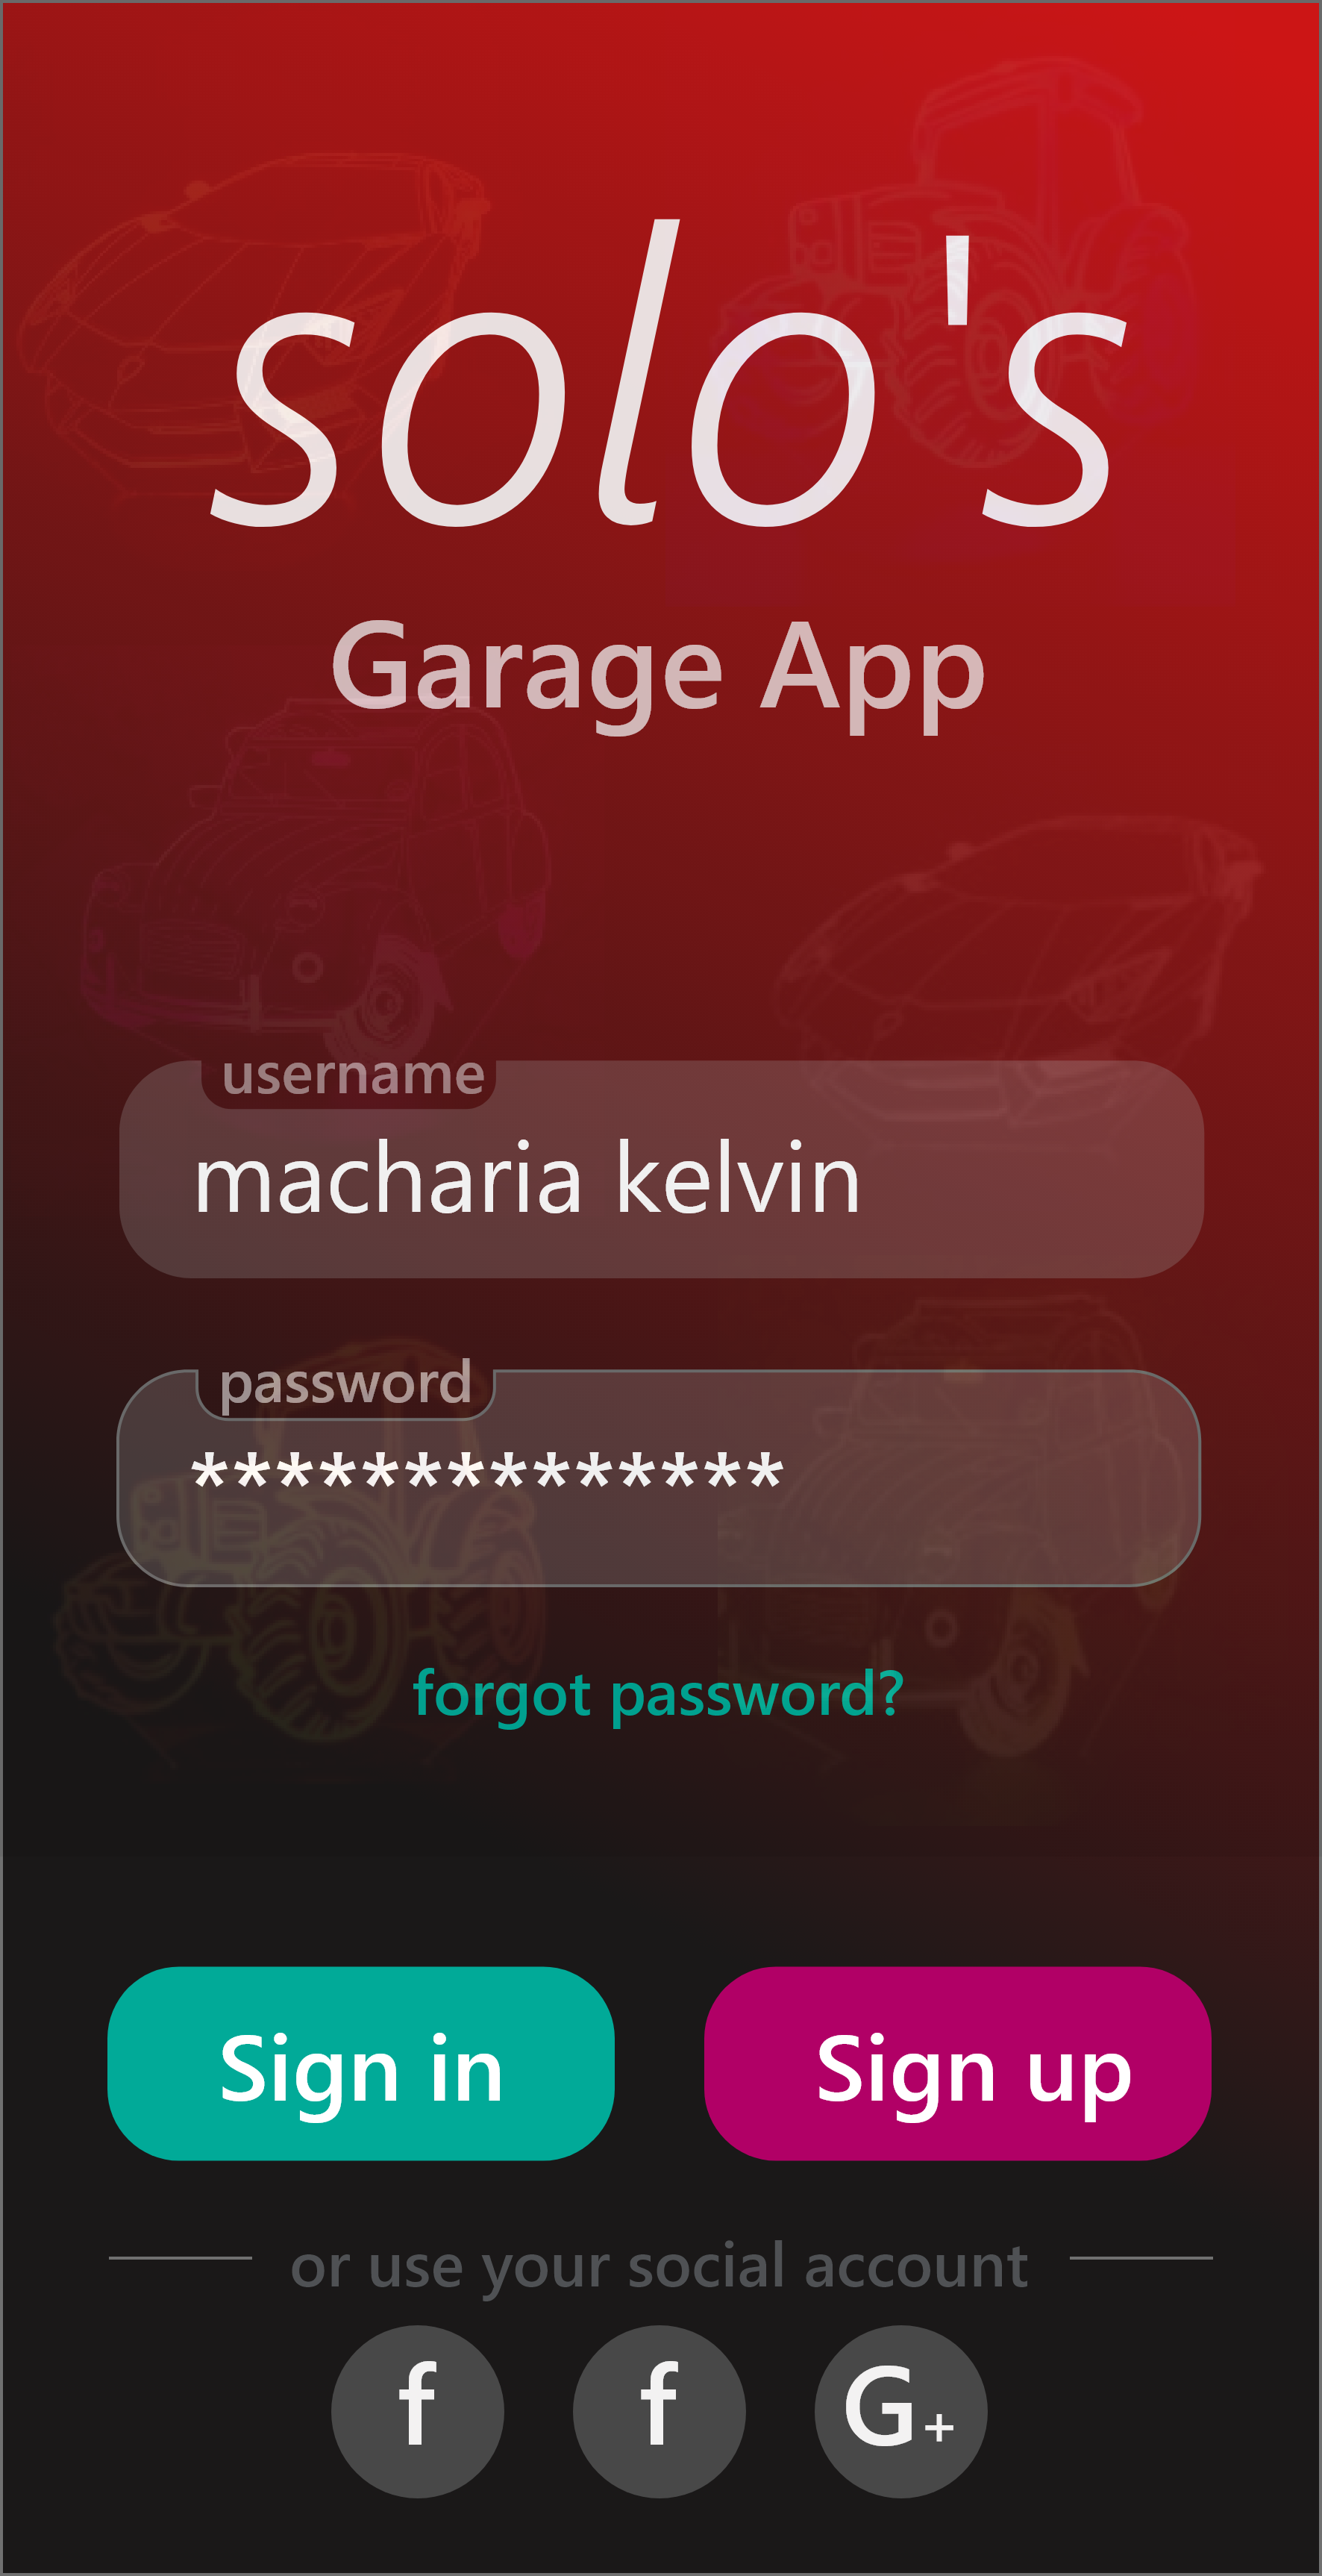 solo's
Garage App
username
macharia kelvin
password
**************
forgot password?
Sign in
Sign up
or use your social account
f
f
G+